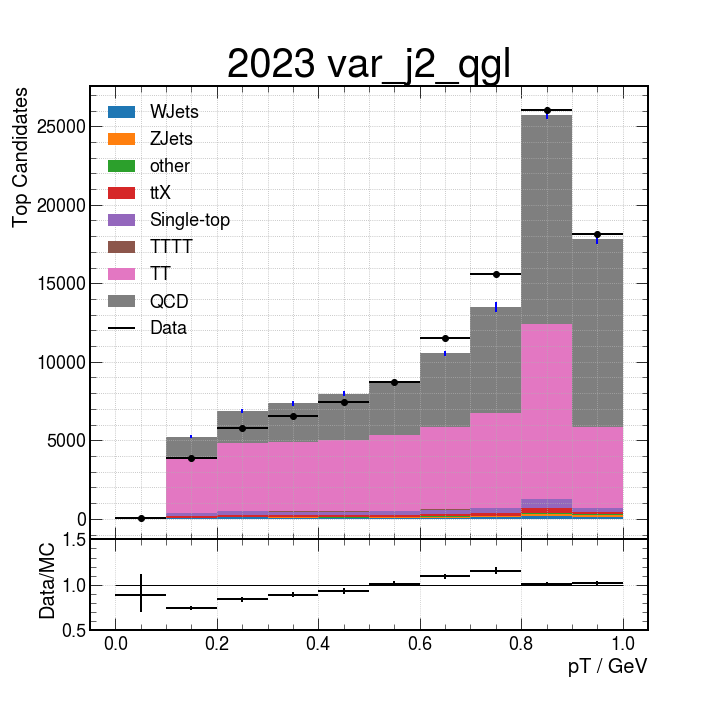 2023 var_j2_qgl
Top Candidates
25000
20000
15000
10000
5000
0
WJets
ZJets
other
ttX
Single-top
TTTT
TT
QCD
Data
Data/MC
1.5
1.0
0.5
0.0 0.2 0.4 0.6 0.8 1.0
pT / GeV